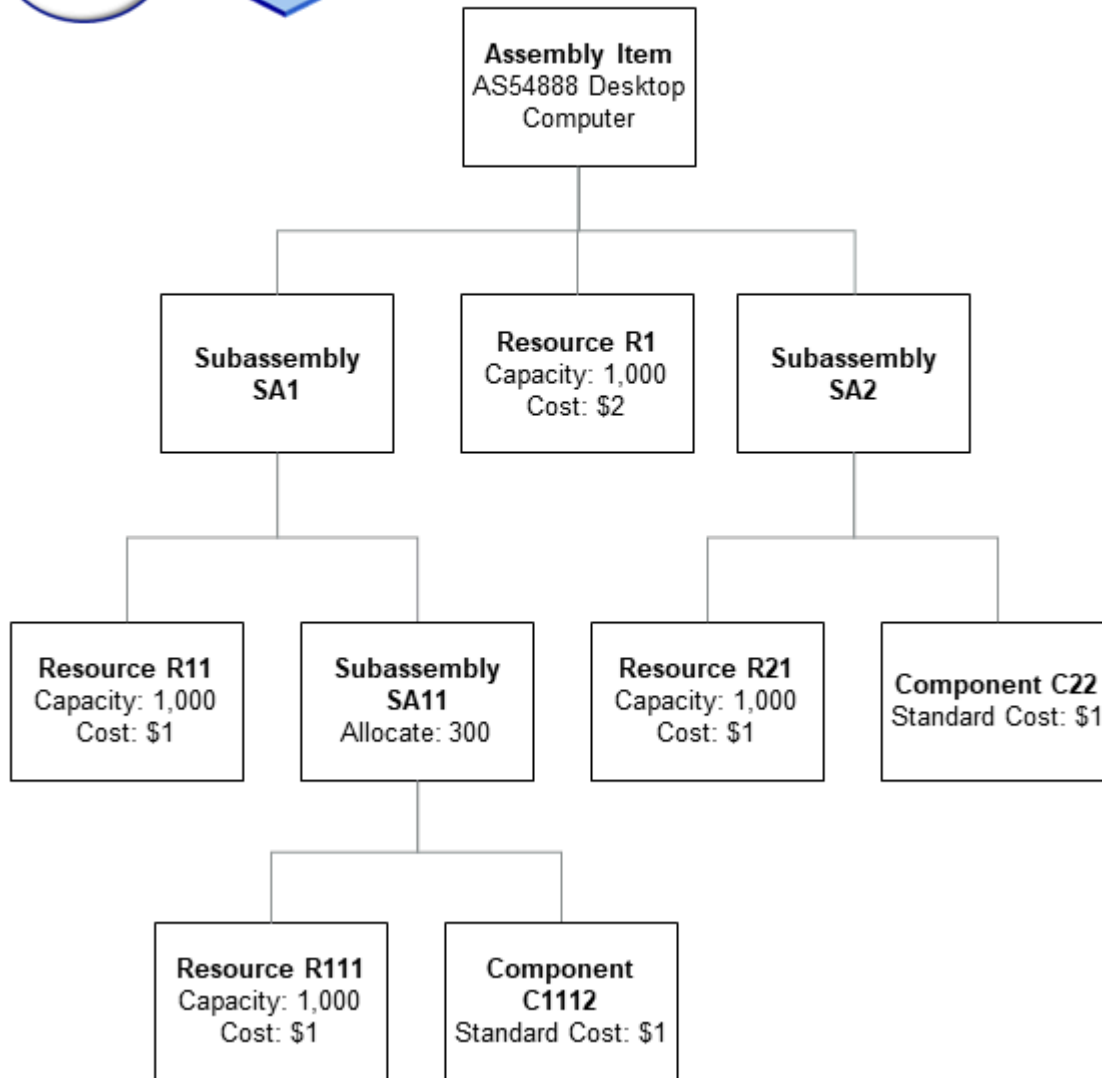 Assembly Item
AS54888 Desktop
Computer
Subassembly
SA1
Resource R1
Capacity: 1,000
Cost: $2
Subassembly
SA2
Resource R11
Capacity: 1,000
Cost: $1
Subassembly
SA11
Allocate: 300
Resource R21
Capacity: 1,000
Cost: $1
Component C22
Standard Cost: $1
Resource R111
Capacity: 1,000
Cost: $1
Component
C1112
Standard Cost: $1